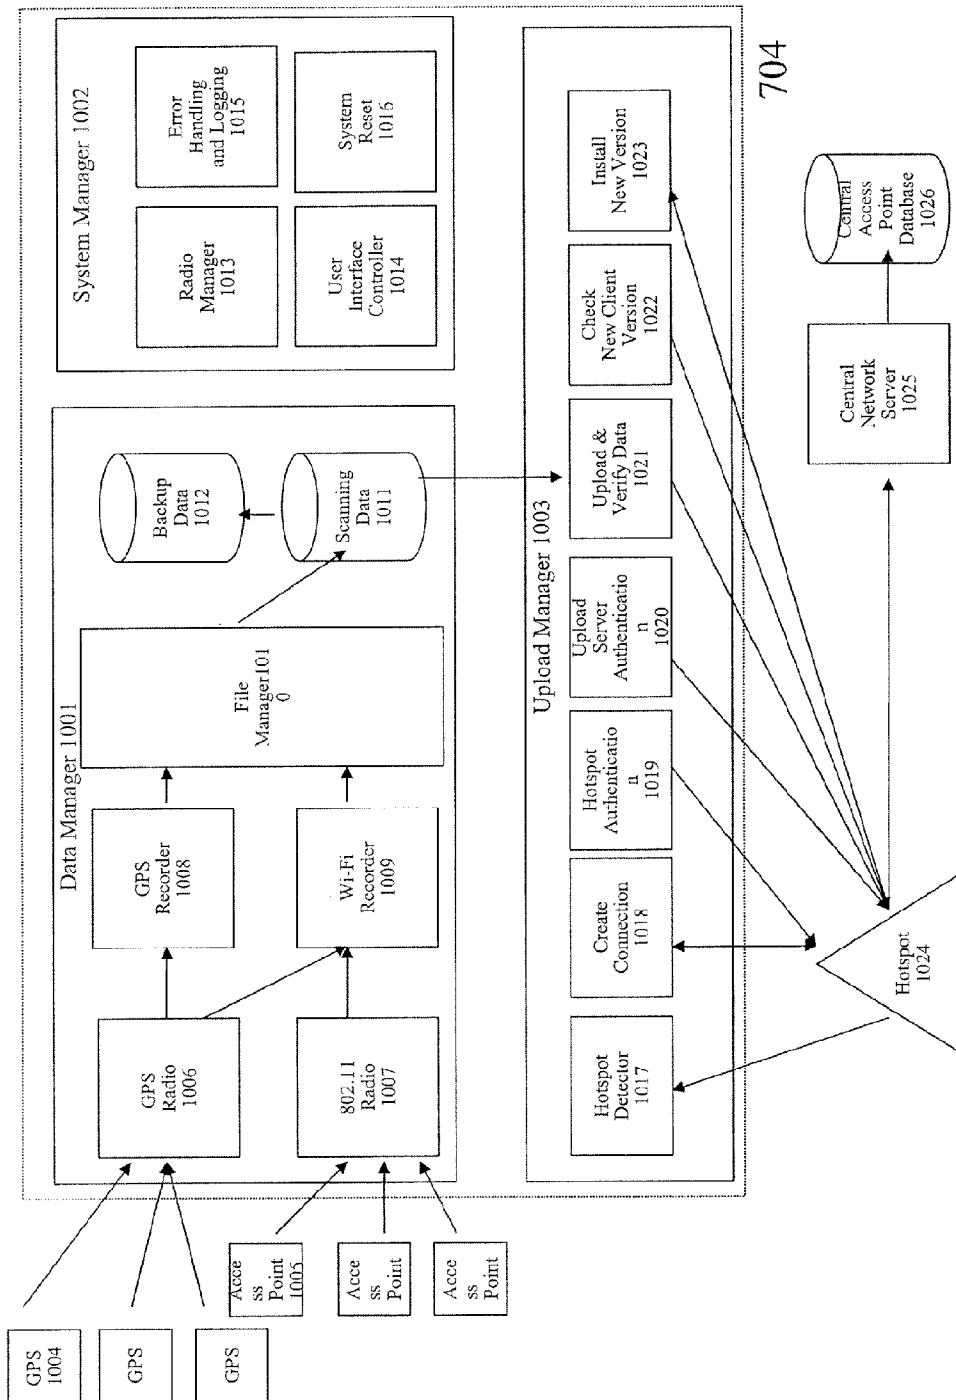 GPS
1004
GPS
GPS
Acce
ss
Point
1005
Acce
ss
Point
Acce
ss
Point
Data Manager 1001
GPS
Radio
1006
802.11
Radio
1007
GPS
Recorder
1008
Wi-Fi
Recorder
1009
File
Manager101
0
Backup
Data
1012
Scanning
Data
1011
System Manager 1002
Radio
Manager
1013
Error
Handling
and Logging
1015
User
Interface
Controller
1014
System
Reset
1016
Upload Manager 1003
Hotspot
Detector
1017
Create
Connection
1018
Hotspot
Authenticatio
n
1019
Upload
Server
Authenticatio
n
1020
Upload &
Verify Data
1021
Check
New Client
Version
1022
Install
New Version
1023
704
Hotspot
1024
Central
Network
Server
1025
Central
Access
Point
Database
1026